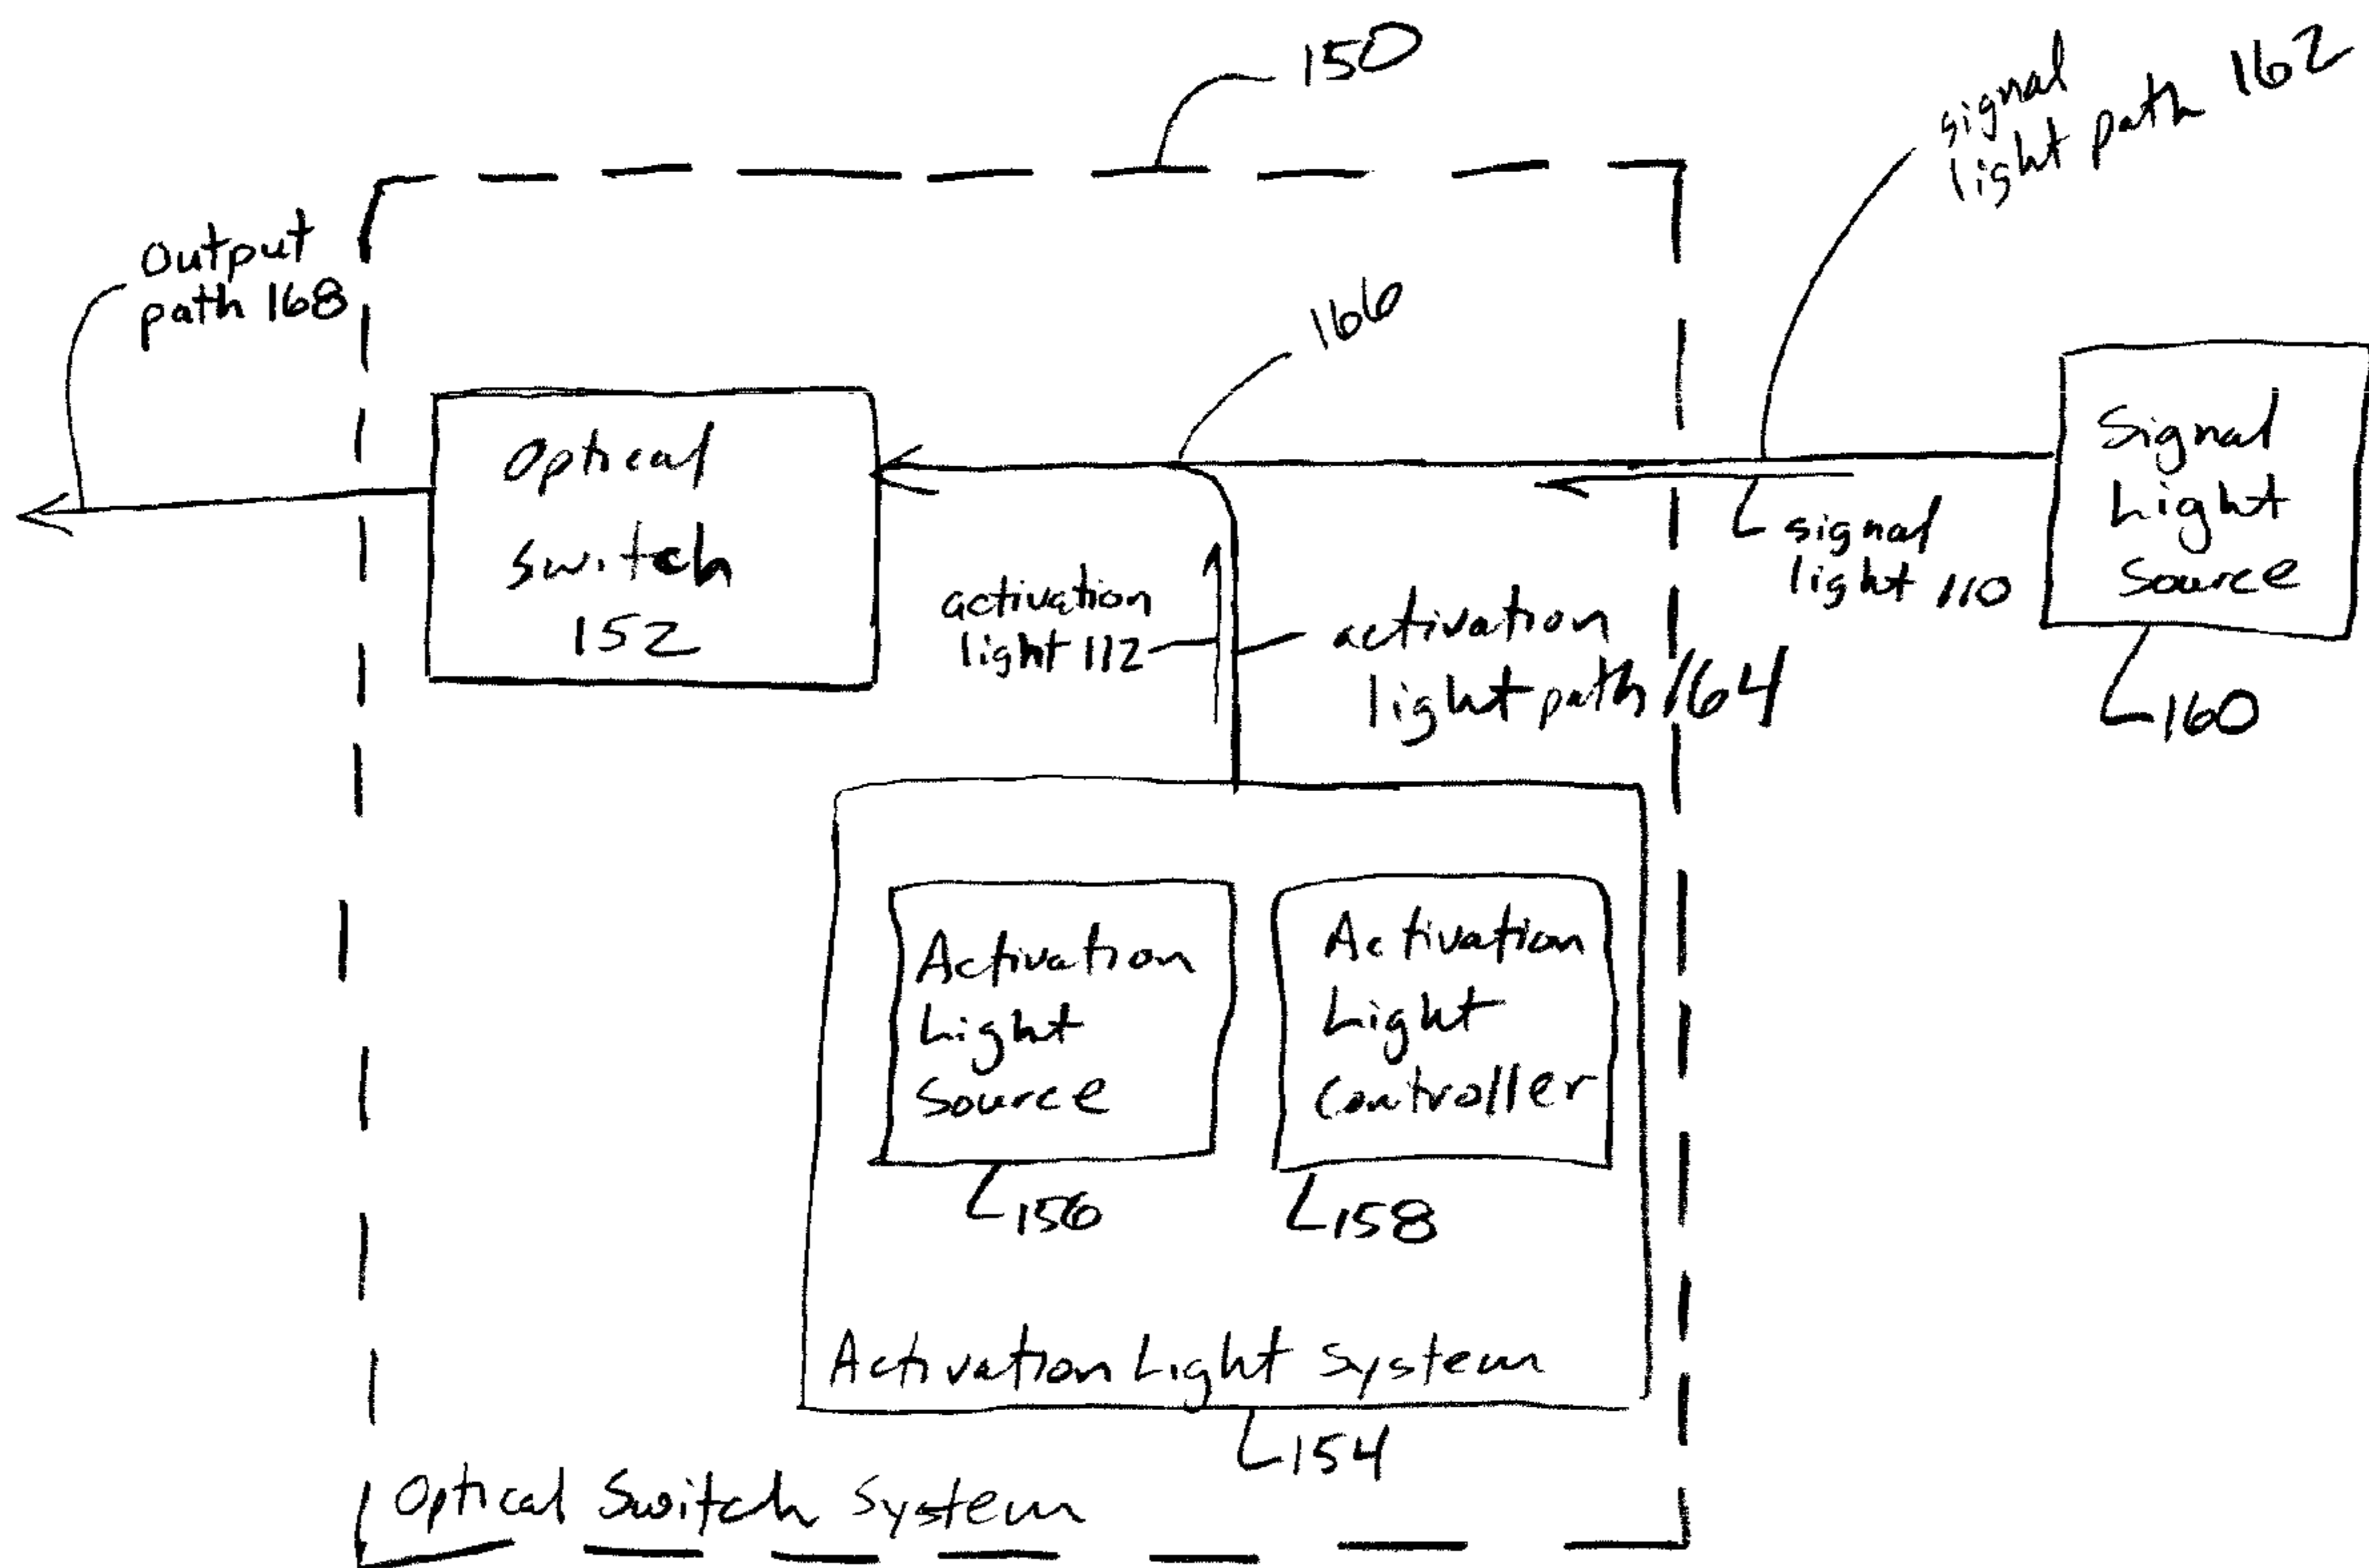 150
signal
light path 162
Output
path 168
166
Optical
Switch
152
Signal
Light
Source
160
signal
light 110
activation
light 112
activation
light path 164
Activation
Light
Source
156
Activation
Light
Controller
158
Activation Light System
154
Optical Switch System